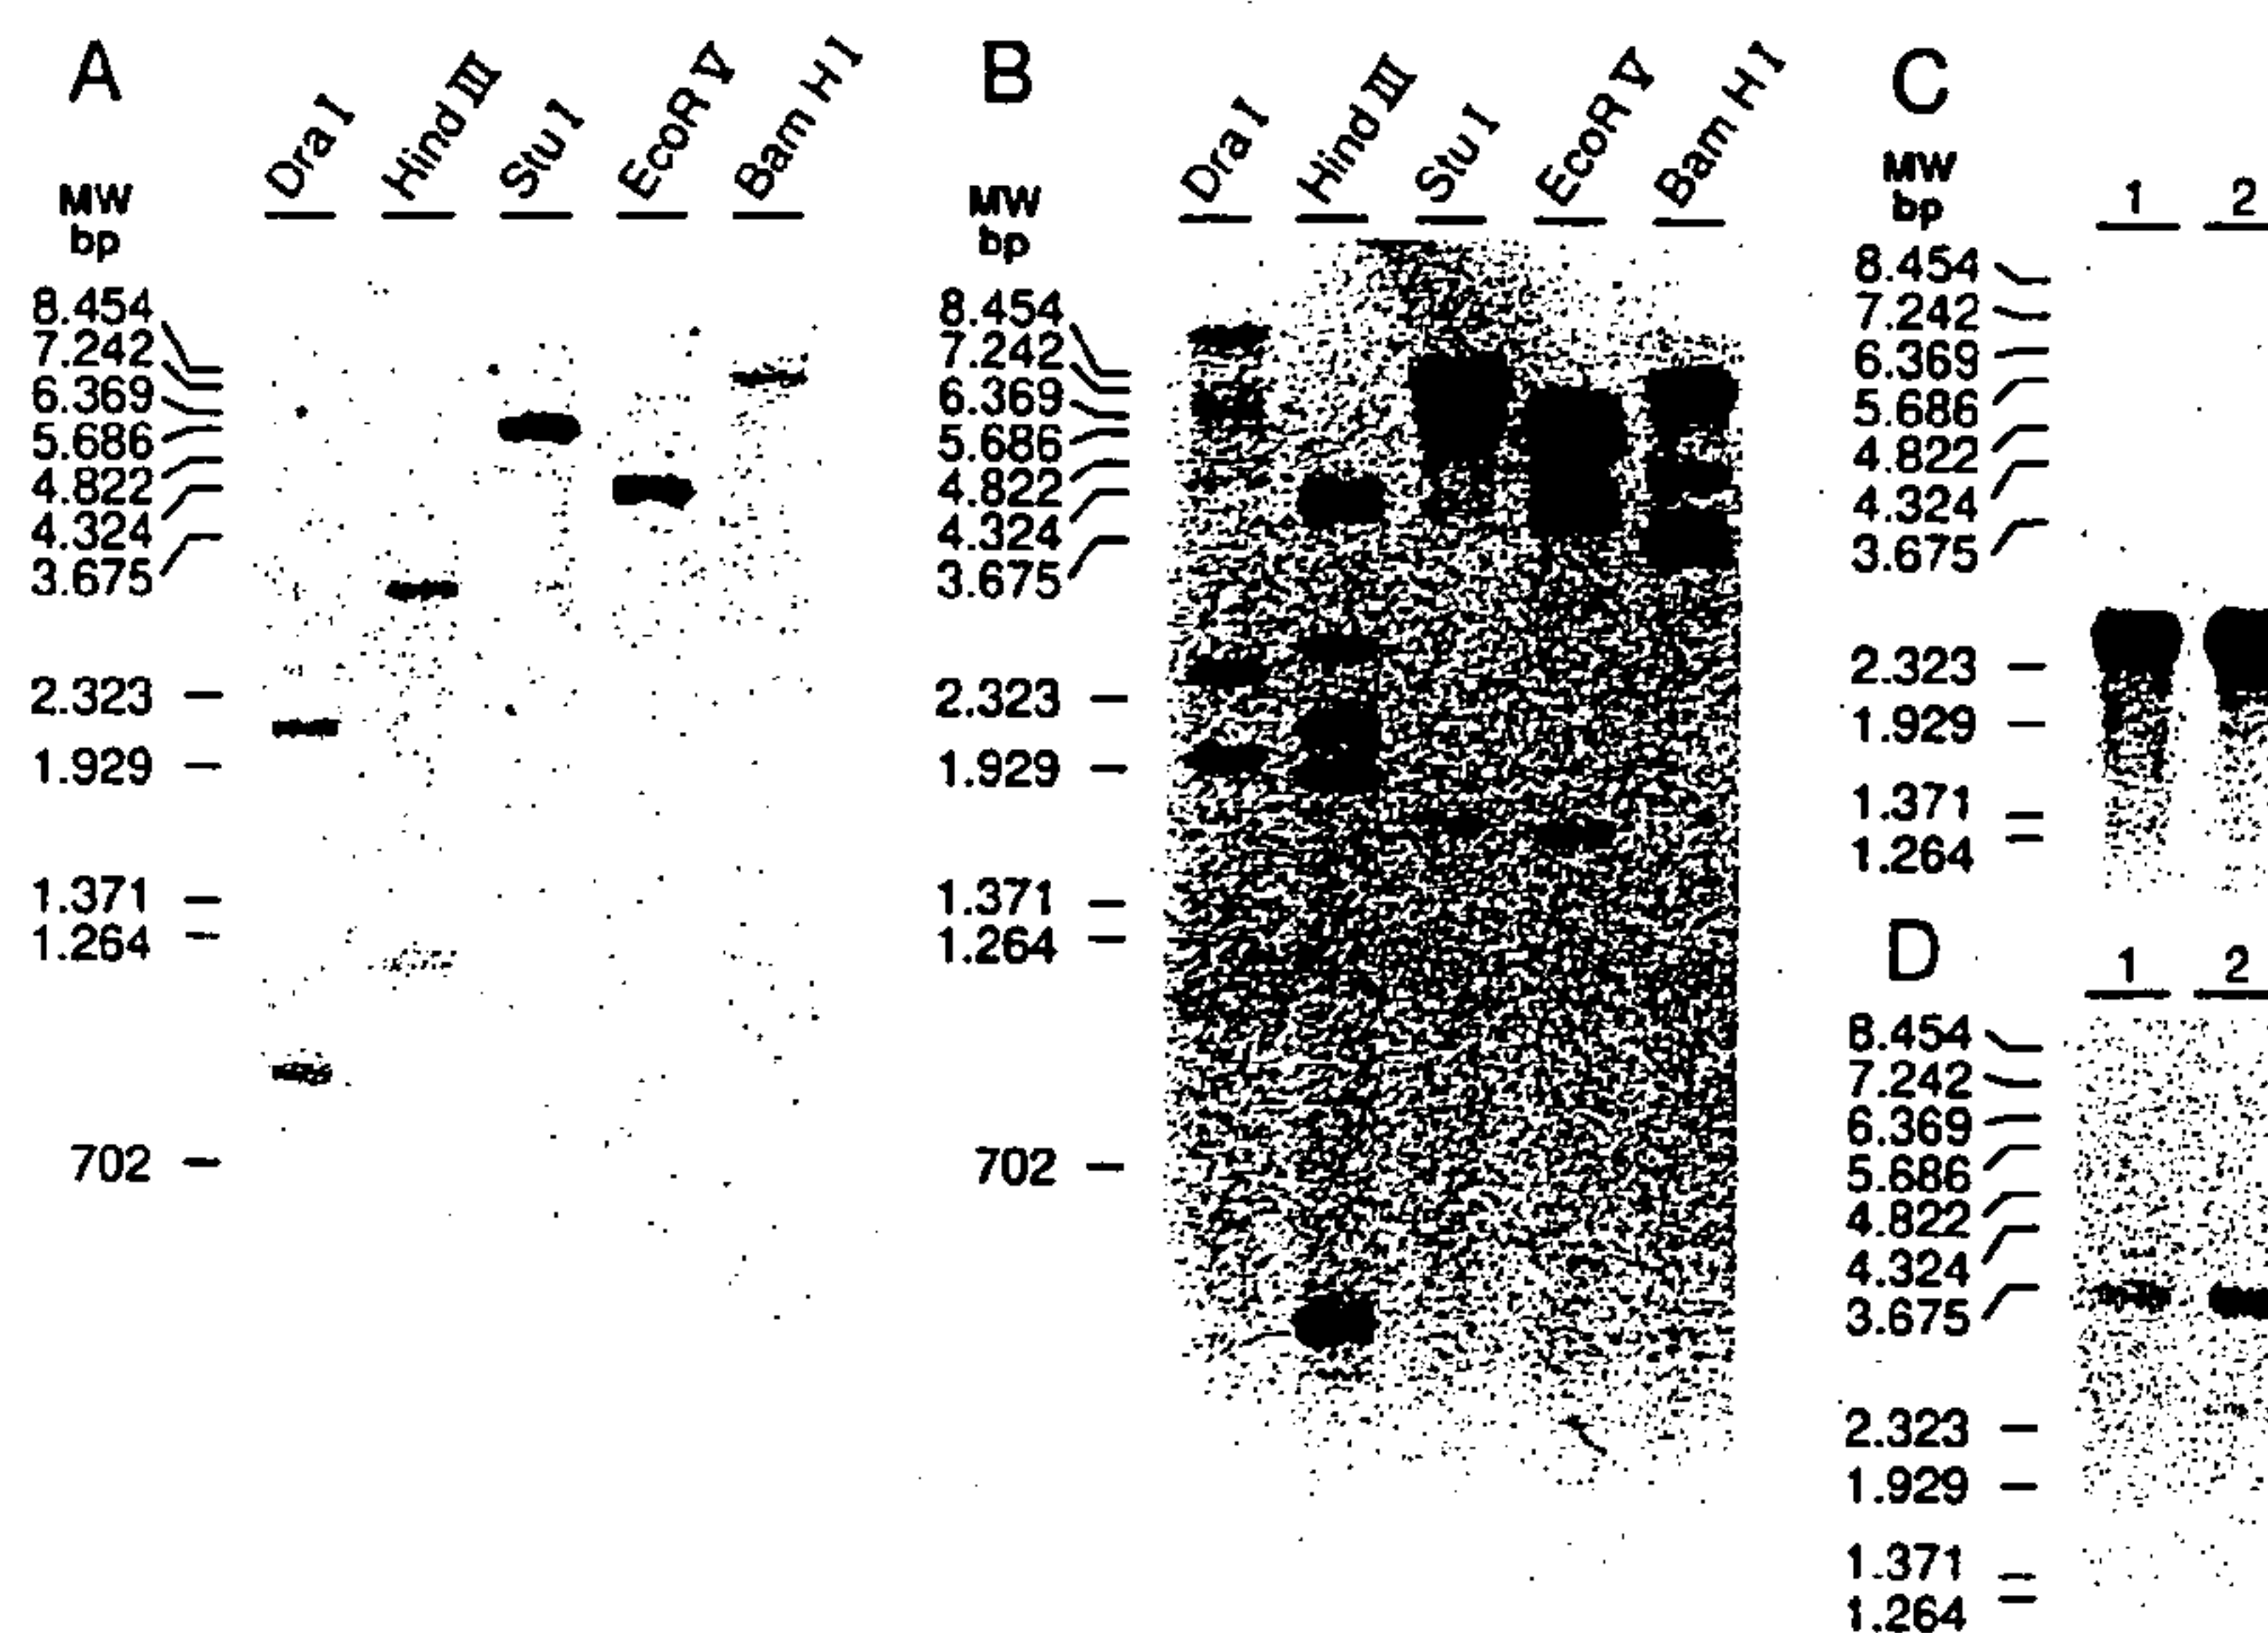 A
Dra I
Hind III
Stu I
EcoR V
Bam H I
MW
bp
8.454
7.242
6.369
5.686
4.822
4.324
3.675
2.323
1.929
1.371
1.264
702
B
Dra I
Hind III
Stu I
EcoR V
Bam H I
MW
bp
8.454
7.242
6.369
5.686
4.822
4.324
3.675
2.323
1.929
1.371
1.264
702
C
MW
bp
1 2
8.454
7.242
6.369
5.686
4.822
4.324
3.675
2.323
1.929
1.371
1.264
D
1 2
8.454
7.242
6.369
5.686
4.822
4.324
3.675
2.323
1.929
1.371
1.264